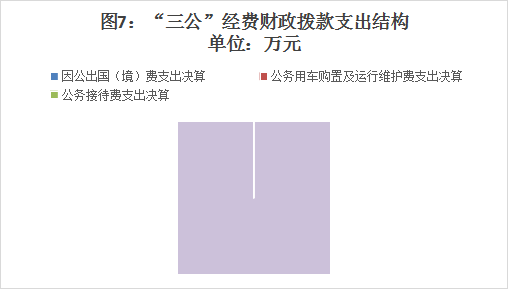 图7：“三公”经费财政拨款支出结构
单位：万元
因公出国（境）费支出决算 公务用车购置及运行维护费支出决算
公务接待费支出决算